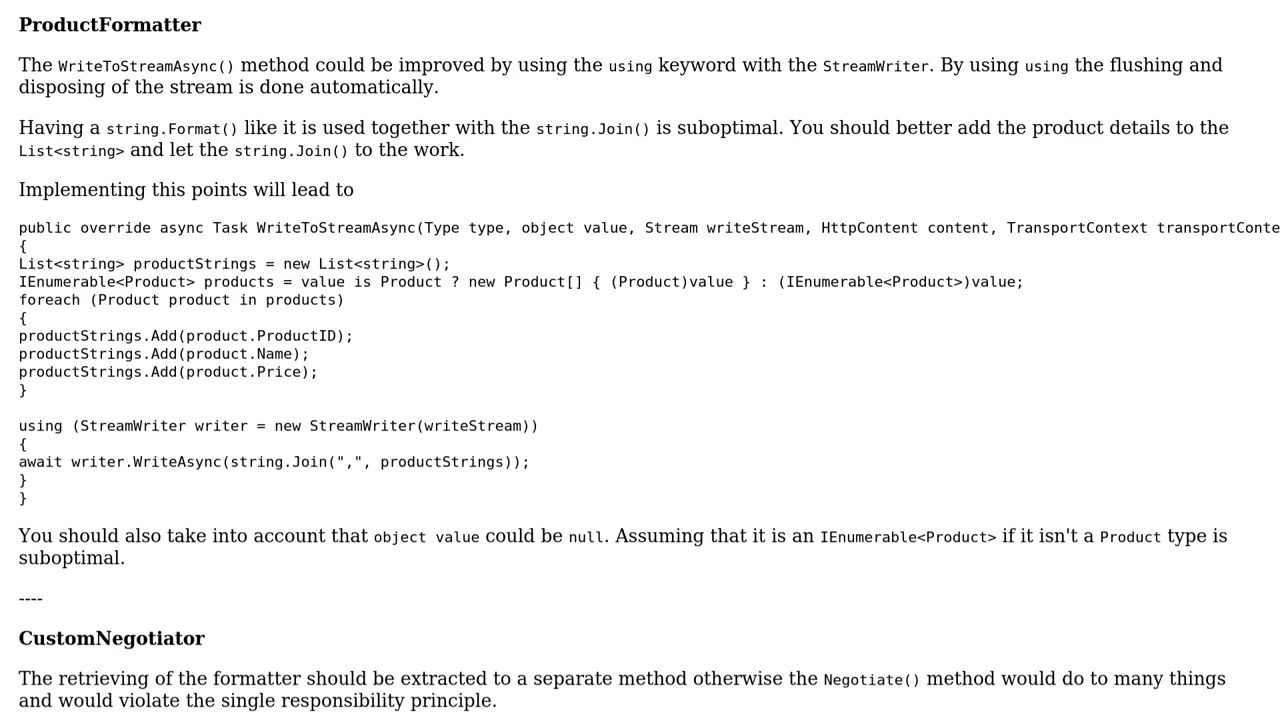 ProductFormatter
The WriteToStreamAsync() method could be improved by using the using keyword with the StreamWriter. By using using the flushing and
disposing of the stream is done automatically.
Having a string.Format() like it is used together with the string.Join() is suboptimal. You should better add the product details to the
List<string> and let the string.Join() to the work.
Implementing this points will lead to
public override async Task WriteToStreamAsync(Type type, object value, Stream writeStream, HttpContent content, TransportContext transportConte
{
List<string> productStrings = new List<string>();
IEnumerable<Product> products = value is Product ? new Product[] { (Product)value } : (IEnumerable<Product>)value;
foreach (Product product in products)
{
productStrings.Add(product.ProductID);
productStrings.Add(product.Name);
productStrings.Add(product.Price);
}
using (StreamWriter writer = new StreamWriter(writeStream))
{
await writer.WriteAsync(string.Join(",", productStrings));
}
}
You should also take into account that object value could be null. Assuming that it is an IEnumerable<Product> if it isn't a Product type is
suboptimal.
----
CustomNegotiator
The retrieving of the formatter should be extracted to a separate method otherwise the Negotiate() method would do to many things
and would violate the single responsibility principle.